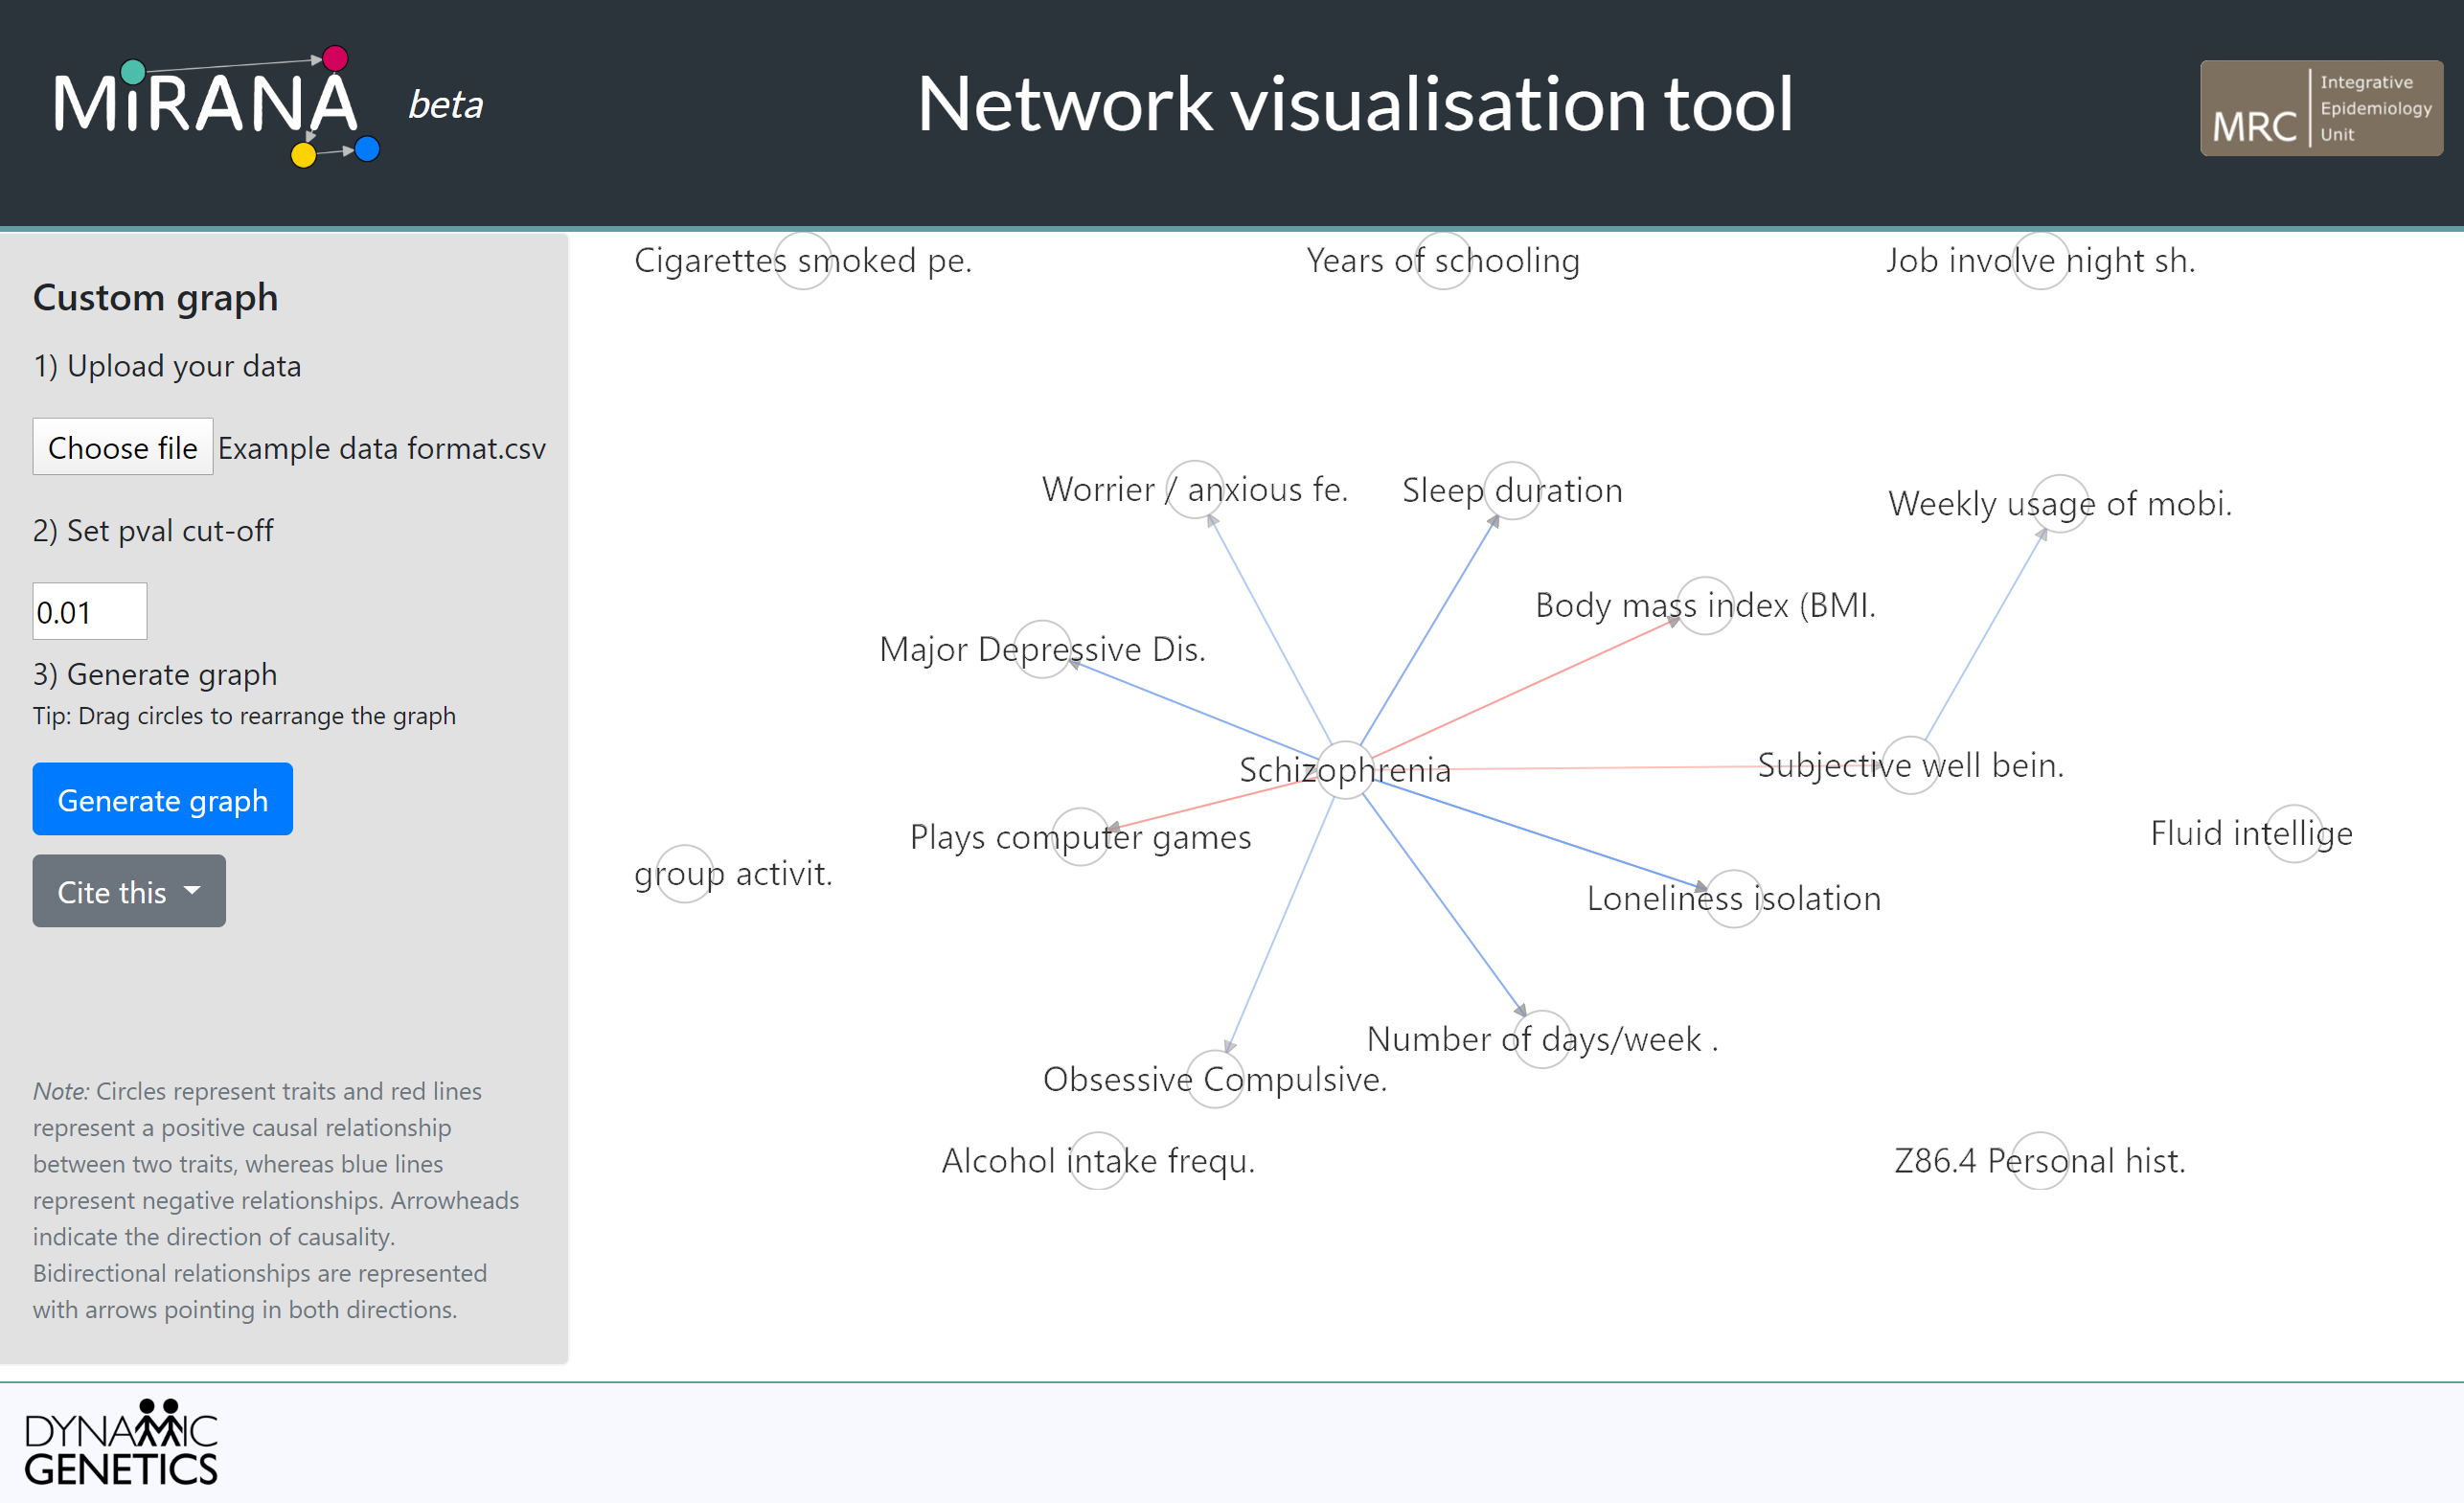 MiRANA beta
Network visualisation tool
MRC
Integrative
Epidemiology
Unit
Custom graph
1) Upload your data
Choose file Example data format.csv
2) Set pval cut-off
0.01
3) Generate graph
Tip: Drag circles to rearrange the graph
Generate graph
Cite this
Note: Circles represent traits and red lines
represent a positive causal relationship
between two traits, whereas blue lines
represent negative relationships. Arrowheads
indicate the direction of causality.
Bidirectional relationships are represented
with arrows pointing in both directions.
Cigarettes smoked pe.
Years of schooling
Job involve night sh.
Worrier / anxious fe.
Sleep duration
Weekly usage of mobi.
Body mass index (BMI.
Major Depressive Dis.
Schizophrenia
Subjective well bein.
Plays computer games
Fluid intellige
group activit.
Loneliness isolation
Number of days/week .
Obsessive Compulsive.
Alcohol intake frequ.
Z86.4 Personal hist.
DYNAMIC
GENETICS